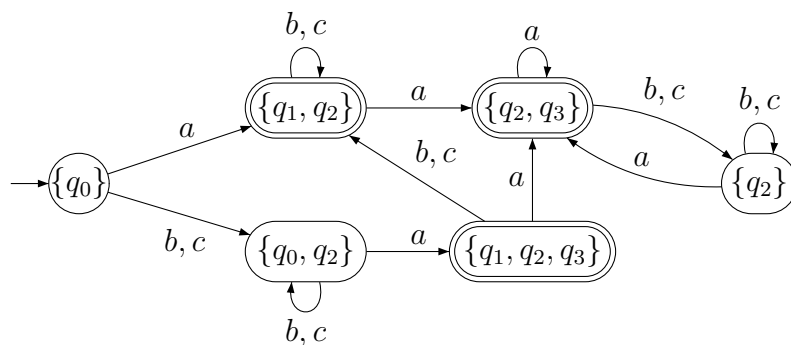 b, c
a
{q₁, q₂}
a
{q₂, q₃}
b, c
b, c
a
b, c
a
a
{q₀}
{q₂}
b, c
{q₀, q₂}
a
{q₁, q₂, q₃}
b, c